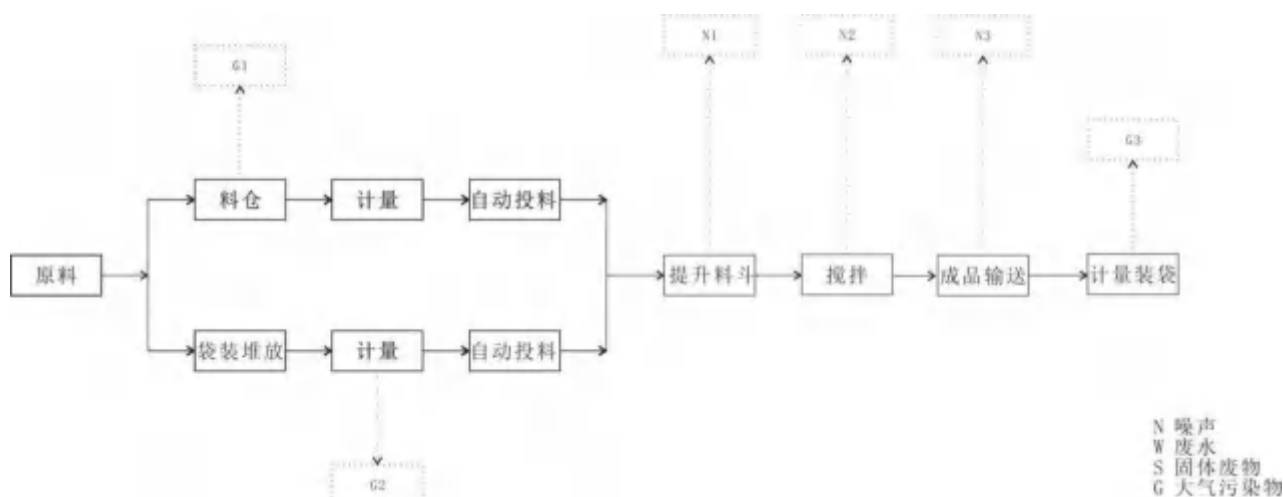 N1 N2 N3
G1
G3
料仓 计量 自动投料
原料 提升料斗 搅拌 成品输送 计量装袋
袋装堆放 计量 自动投料
G2
N 噪声
W 废水
S 固体废物
G 大气污染物